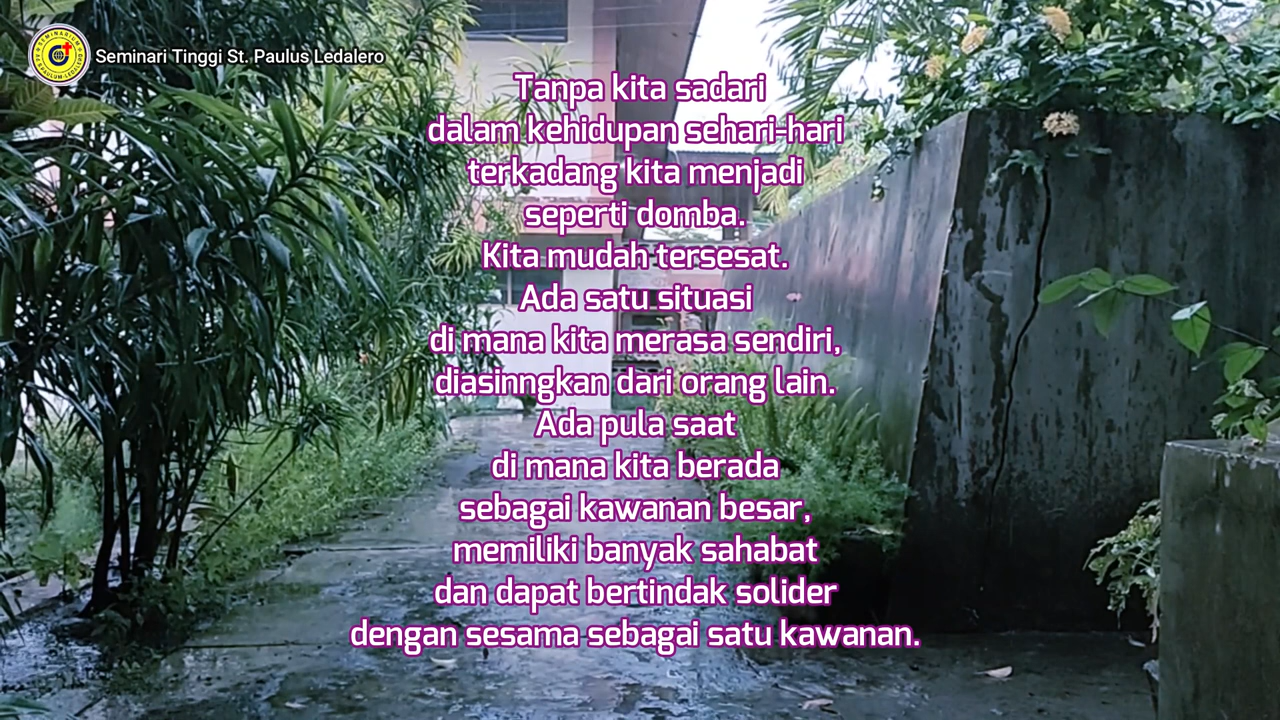 Seminari Tinggi St. Paulus Ledalero
Tanpa kita sadari
dalam kehidupan sehari-hari
terkadang kita menjadi
seperti domba.
Kita mudah tersesat.
Ada satu situasi
di mana kita merasa sendiri,
diasinngkan dari orang lain.
Ada pula saat
di mana kita berada
sebagai kawanan besar,
memiliki banyak sahabat
dan dapat bertindak solider
dengan sesama sebagai satu kawanan.